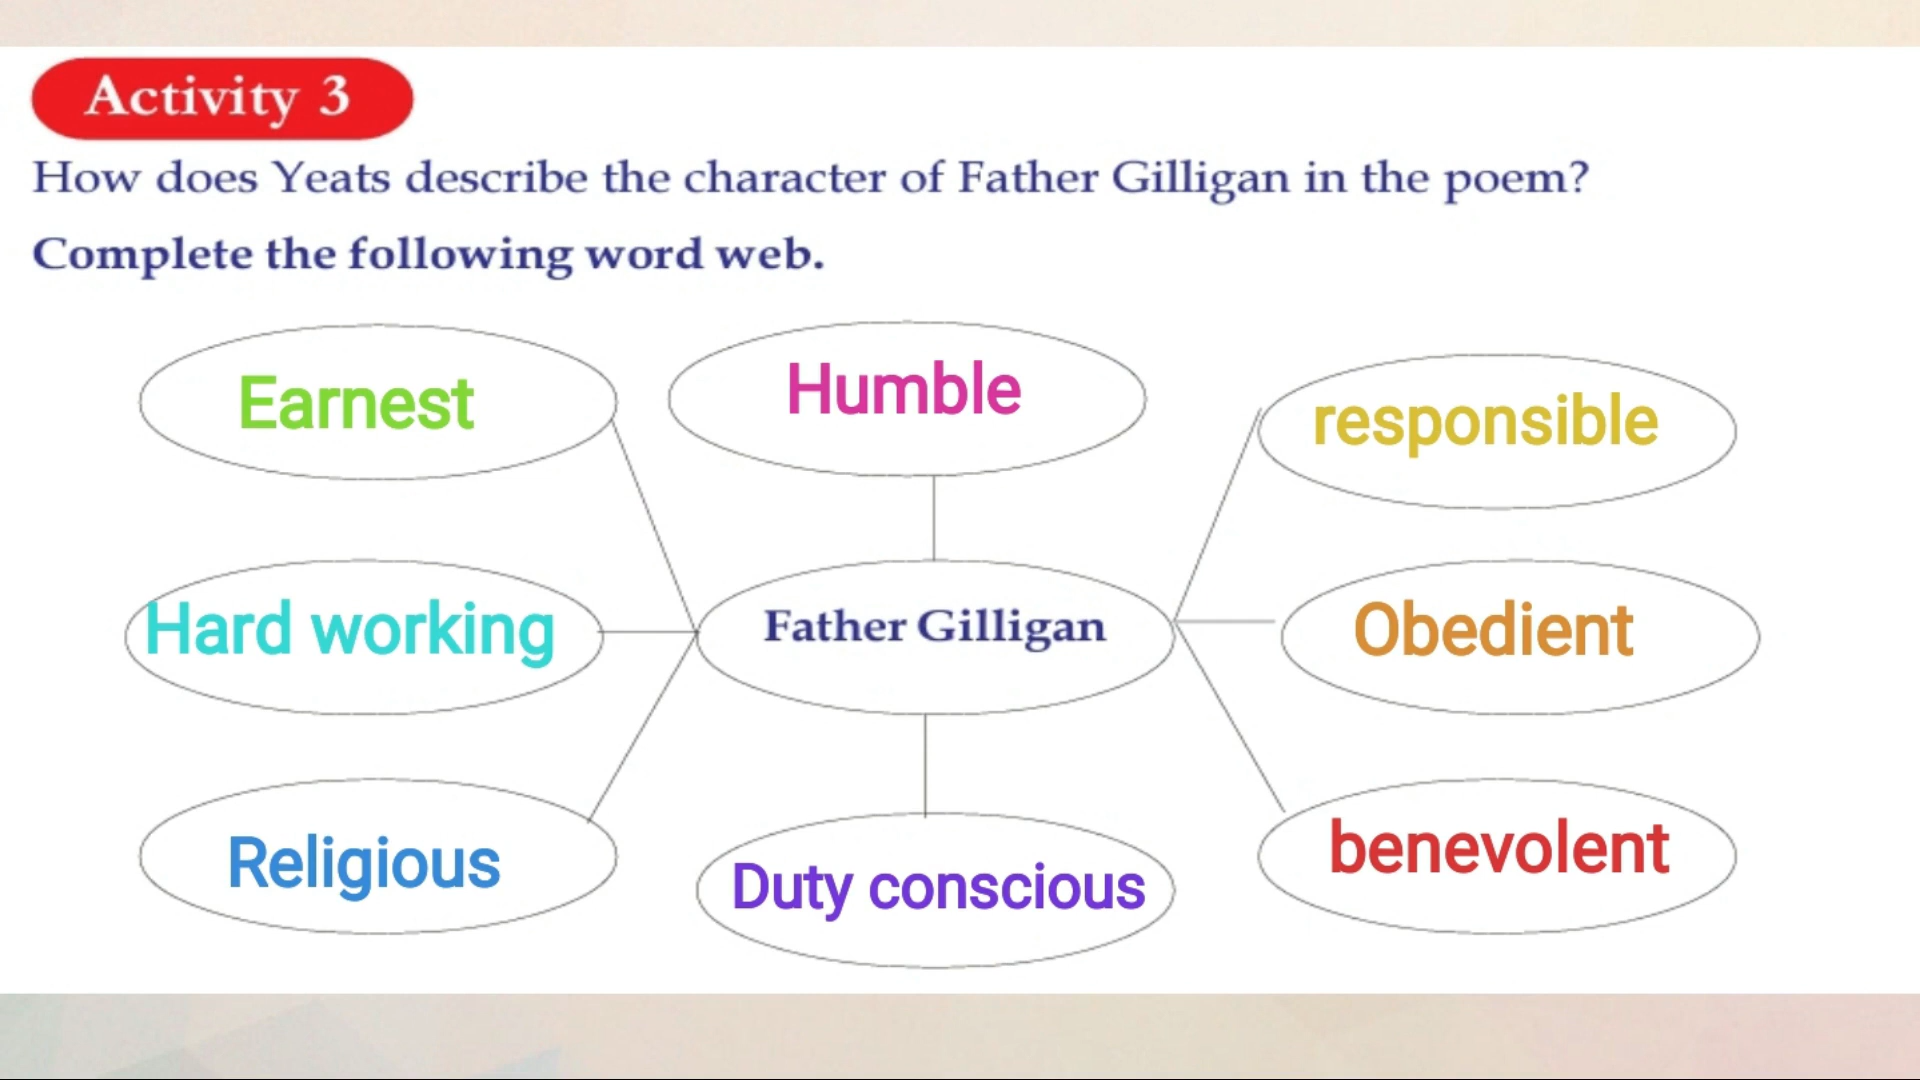 Activity 3
How does Yeats describe the character of Father Gilligan in the poem?
Complete the following word web.
Earnest
Humble
responsible
Hard working
Father Gilligan
Obedient
Religious
Duty conscious
benevolent